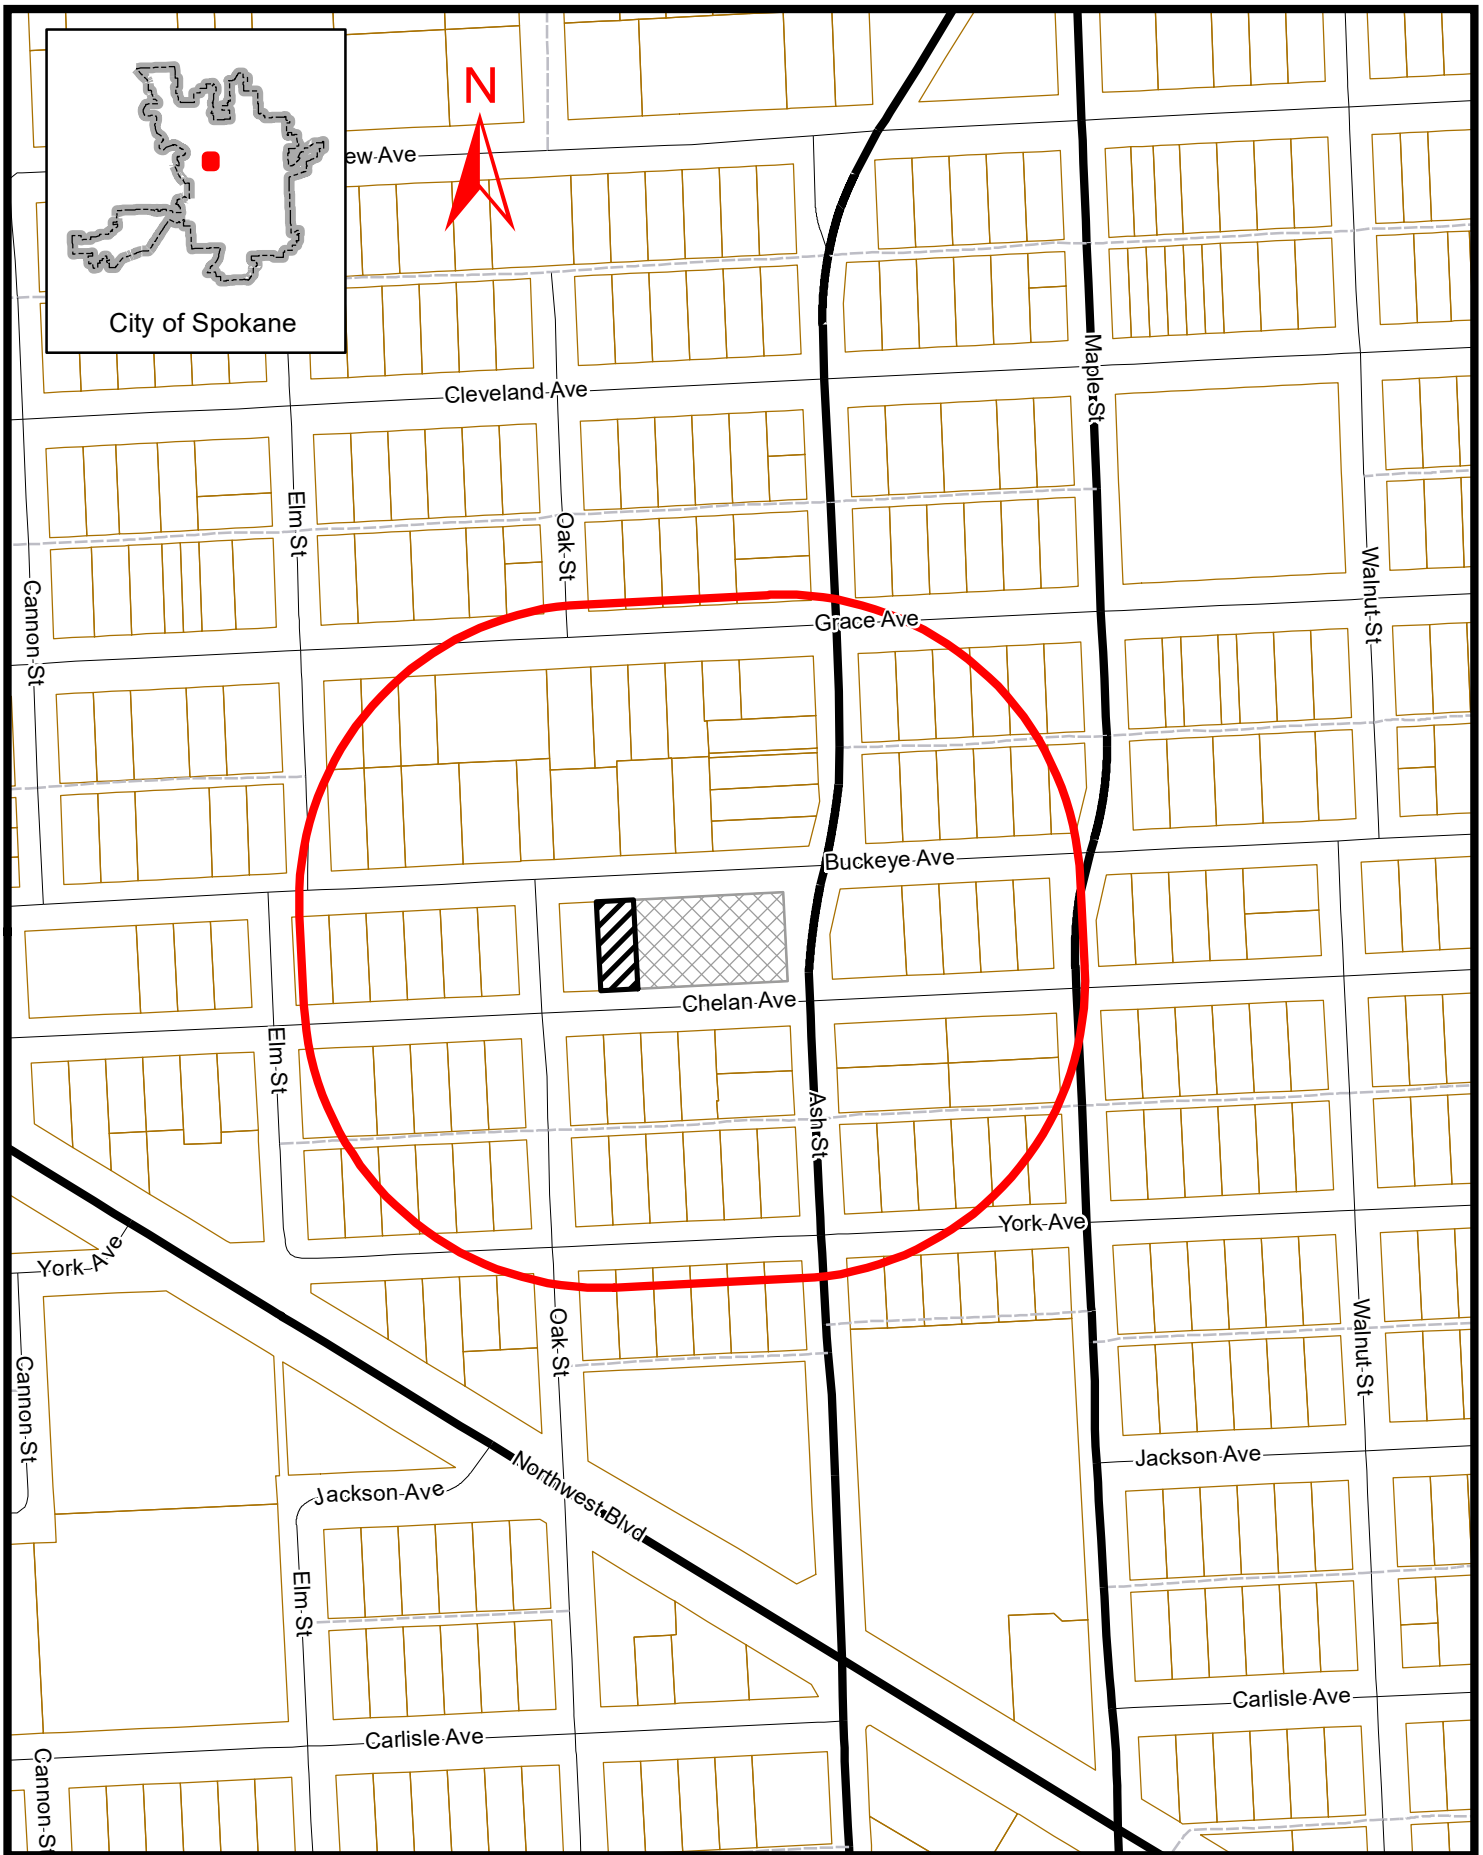 N
ew Ave
City of Spokane
Cleveland Ave
Maple St
Elm St
Oak St
Walnut St
Cannon St
Grace Ave
Buckeye Ave
Chelan Ave
Elm St
Ash St
York Ave
York Ave
Oak St
Walnut St
Cannon St
Jackson Ave
Northwest Blvd
Jackson Ave
Elm St
Carlisle Ave
Carlisle Ave
Cannon St